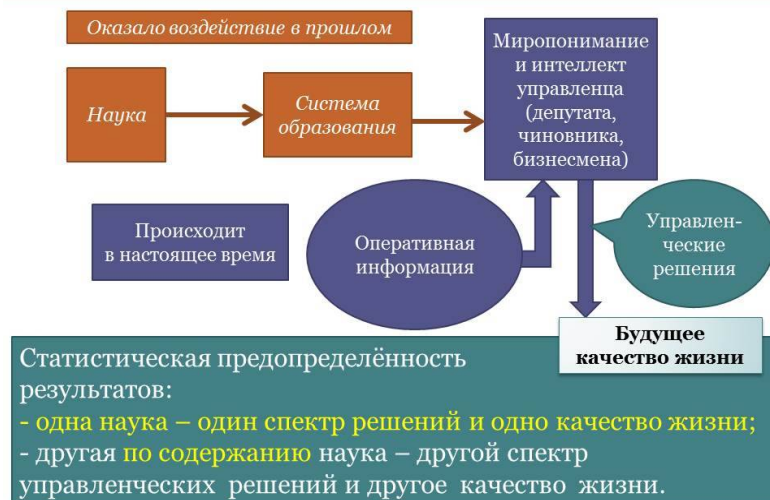 Оказало воздействие в прошлом
Наука
Система
образования
Миропонимание
и интеллект
управленца
(депутата,
чиновника,
бизнесмена)
Происходит
в настоящее время
Оперативная
информация
Управлен-
ческие
решения
Будущее
качество жизни
Статистическая предопределённость
результатов:
- одна наука – один спектр решений и одно качество жизни;
- другая по содержанию наука – другой спектр
управленческих решений и другое качество жизни.